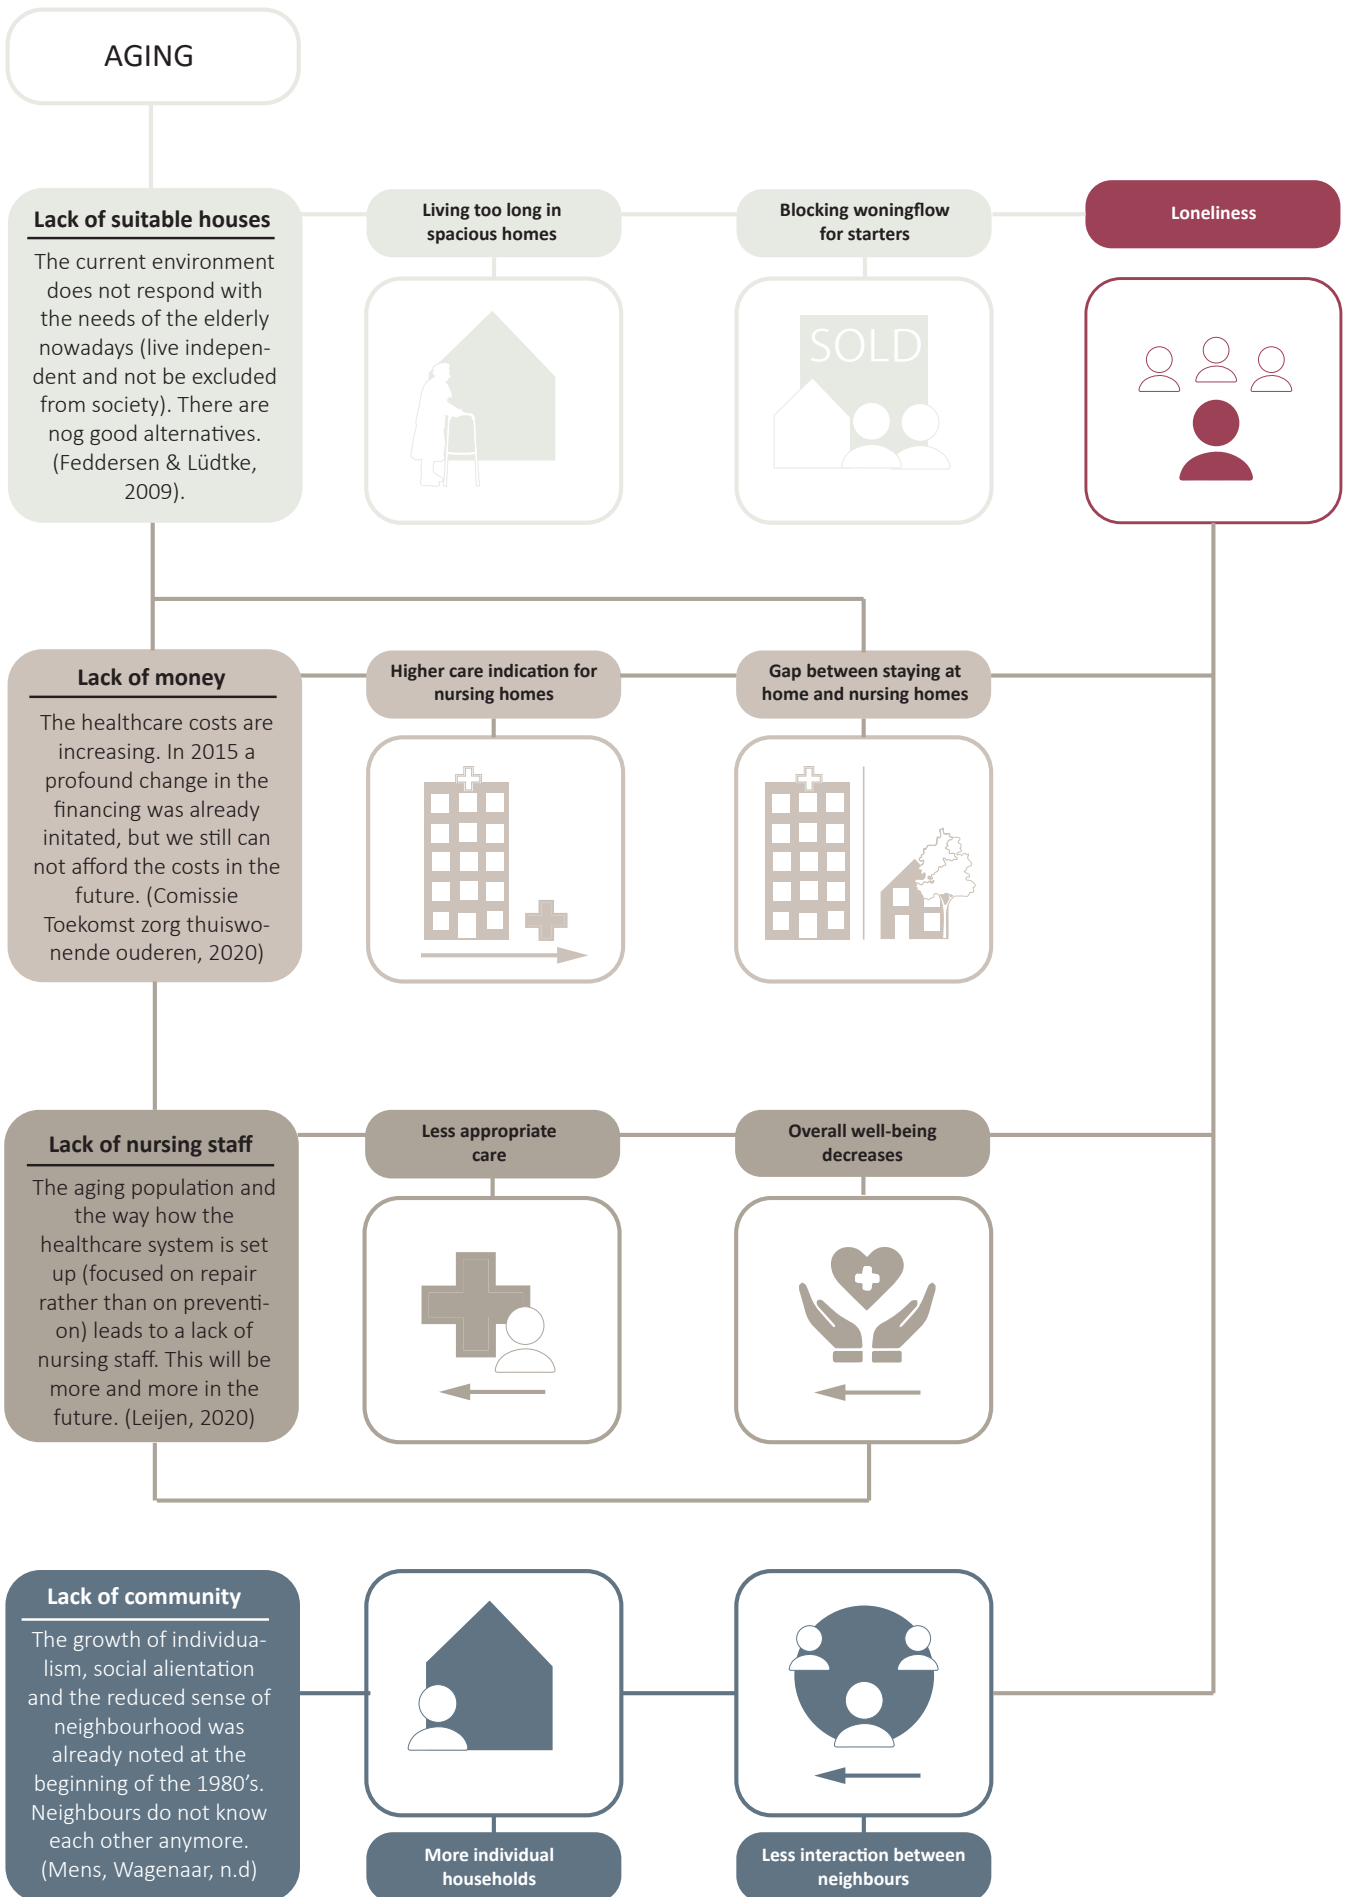 AGING
Lack of suitable houses
The current environment
does not respond with
the needs of the elderly
nowadays (live indepen-
dent and not be excluded
from society). There are
nog good alternatives.
(Feddersen & Lüdtke,
2009).
Living too long in
spacious homes
Blocking woningflow
for starters
SOLD
Loneliness
Lack of money
The healthcare costs are
increasing. In 2015 a
profound change in the
financing was already
initated, but we still can
not afford the costs in the
future. (Comissie
Toekomst zorg thuiswo-
nende ouderen, 2020)
Higher care indication for
nursing homes
Gap between staying at
home and nursing homes
Lack of nursing staff
The aging population and
the way how the
healthcare system is set
up (focused on repair
rather than on preventi-
on) leads to a lack of
nursing staff. This will be
more and more in the
future. (Leijen, 2020)
Less appropriate
care
Overall well-being
decreases
Lack of community
The growth of individua-
lism, social alientation
and the reduced sense of
neighbourhood was
already noted at the
beginning of the 1980's.
Neighbours do not know
each other anymore.
(Mens, Wagenaar, n.d)
More individual
households
Less interaction between
neighbours